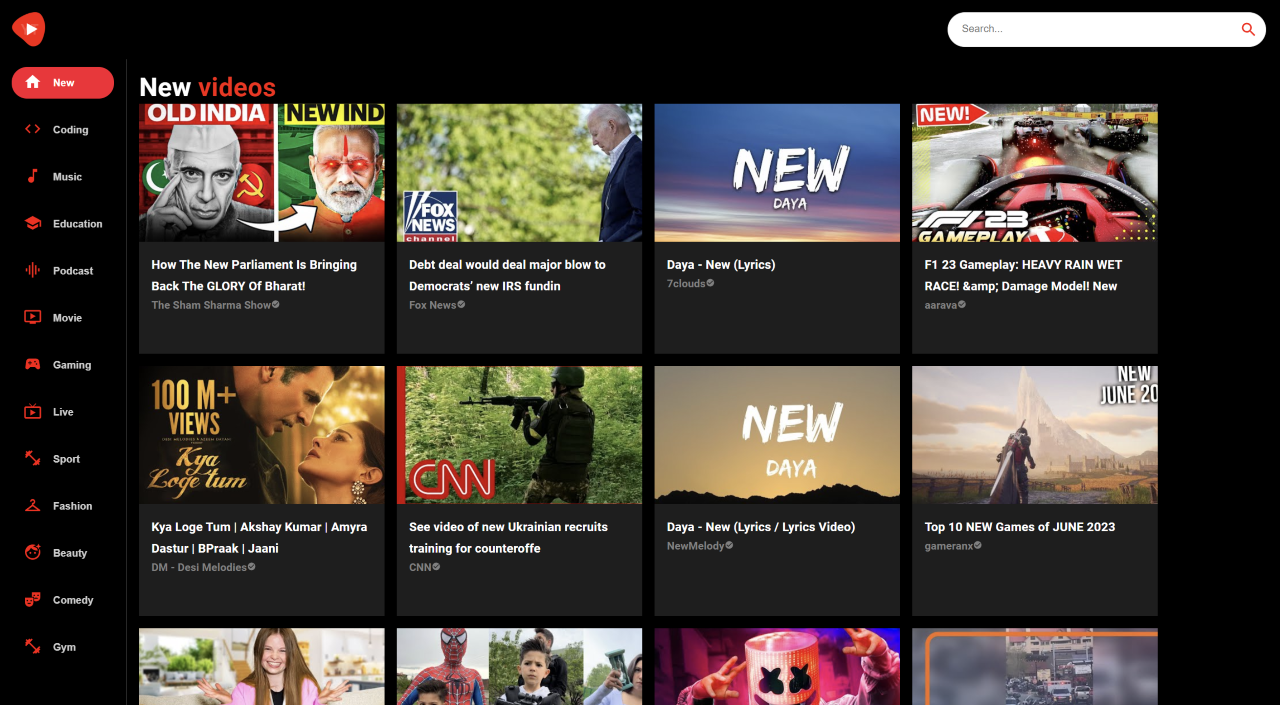 Search...
New
Coding
Music
Education
Podcast
Movie
Gaming
Live
Sport
Fashion
Beauty
Comedy
Gym
New videos
OLD INDIA NEW IND
How The New Parliament Is Bringing
Back The GLORY Of Bharat!
The Sham Sharma Show
FOX
NEWS
channel
Debt deal would deal major blow to
Democrats’ new IRS fundin
Fox News
NEW
DAYA
Daya - New (Lyrics)
7clouds
NEW!
F1 23
GAMEPLAY
F1 23 Gameplay: HEAVY RAIN WET
RACE! &amp; Damage Model! New
aarava
100 M+
VIEWS
Kya
Loge tum
Kya Loge Tum | Akshay Kumar | Amyra
Dastur | BPraak | Jaani
DM - Desi Melodies
CNN
See video of new Ukrainian recruits
training for counteroffe
CNN
NEW
DAYA
Daya - New (Lyrics / Lyrics Video)
NewMelody
NEW
JUNE 20
Top 10 NEW Games of JUNE 2023
gameranx